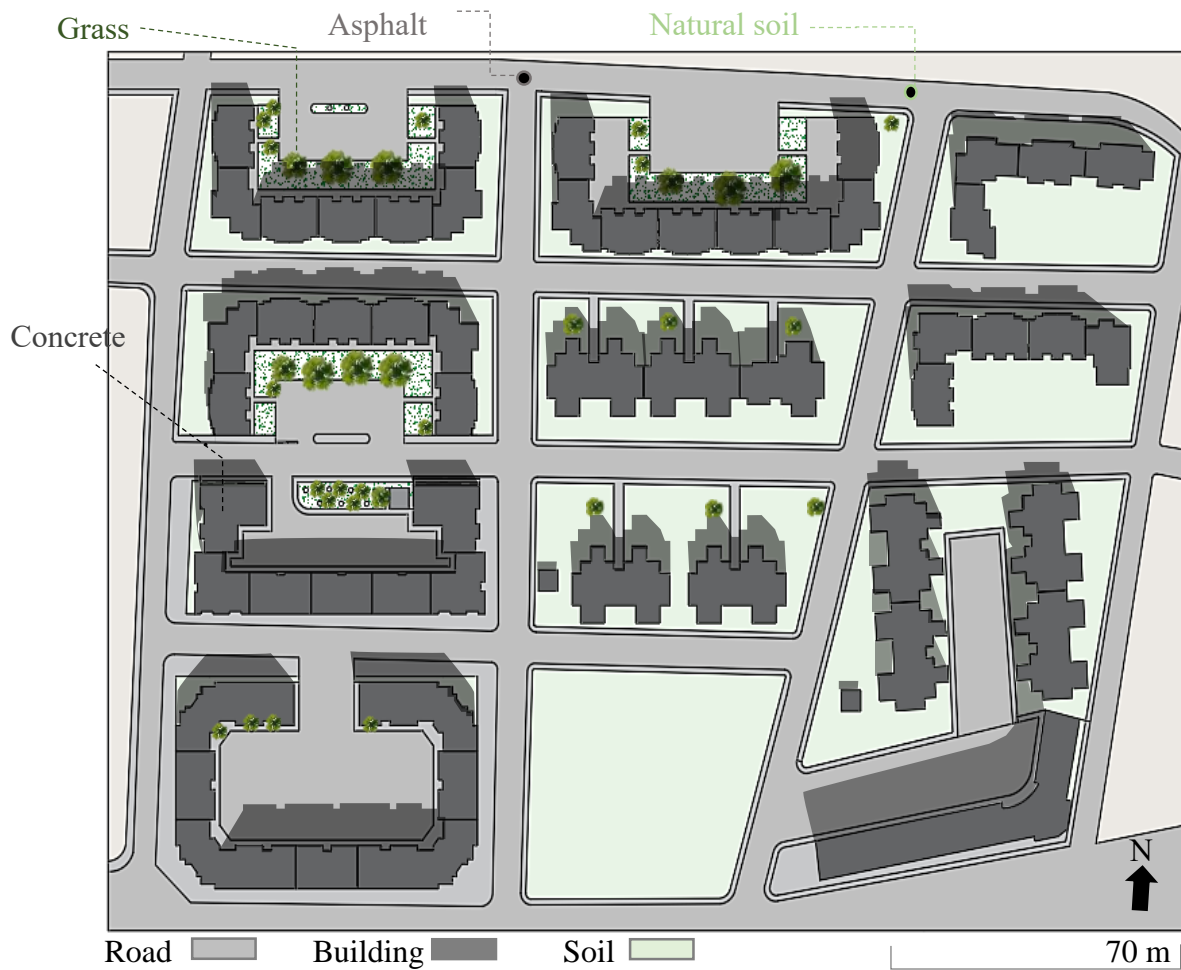 Grass
Asphalt
Natural soil
Concrete
N
Road
Building
Soil
70 m